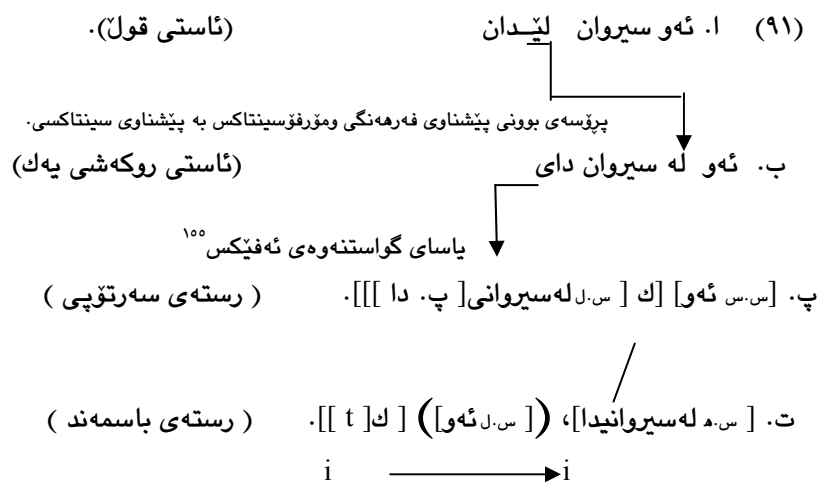 (٩١) ا. ئەو سیروان لێـدان (ئاستی قوڵ).
پرۆسەی بوونی پێشناوی فەرهەنگی ومۆرفۆسینتاکس بە پێشناوی سینتاکسی.
ب. ئەو لە سیروان دای (ئاستی روکەشی یەك)
یاسای گواستنەوەی ئەفێکس١٥٥
پ. [س.س ئەو] [ك [ س.ل لەسیروانی[ پ. دا ]]]]. ( رستەی سەرتۆپی )
ت. [ س.ه لەسیروانیدا]، ([ س.ل ئەو]) [ ك[ t ]]]. ( رستەی باسمەند )
i i